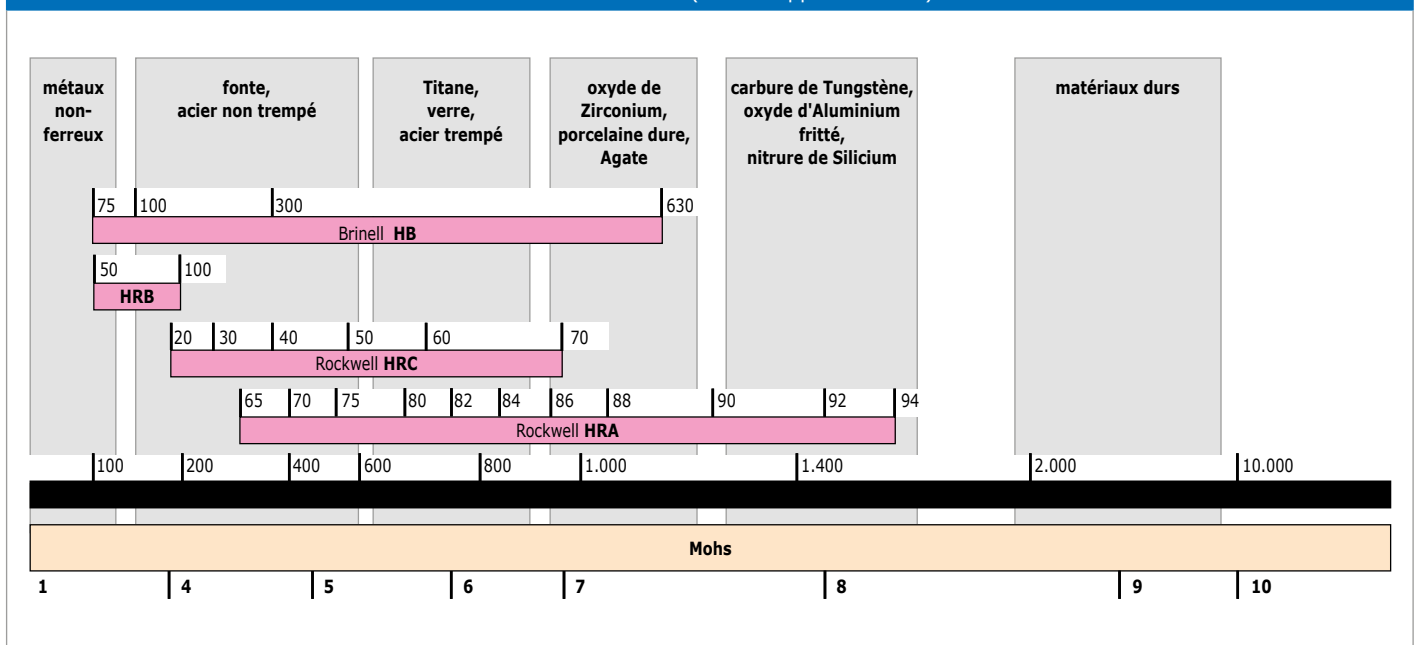 métaux
non-
ferreux
fonte,
acier non trempé
Titane,
verre,
acier trempé
oxyde de
Zirconium,
porcelaine dure,
Agate
carbure de Tungstène,
oxyde d'Aluminium
fritté,
nitrure de Silicium
matériaux durs
75 100 300 630
Brinell HB
50 100
HRB
20 30 40 50 60 70
Rockwell HRC
65 70 75 80 82 84 86 88 90 92 94
Rockwell HRA
100 200 400 600 800 1.000 1.400 2.000 10.000
Mohs
1 4 5 6 7 8 9 10